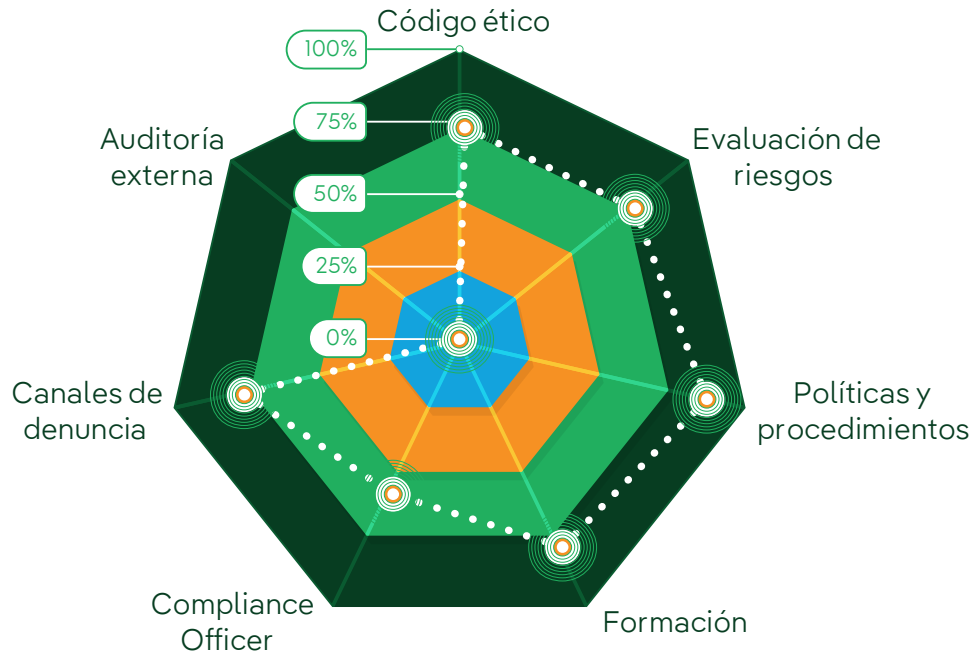 Código ético
100%
75%
50%
25%
0%
Evaluación de
riesgos
Políticas y
procedimientos
Formación
Compliance
Officer
Canales de
denuncia
Auditoría
externa